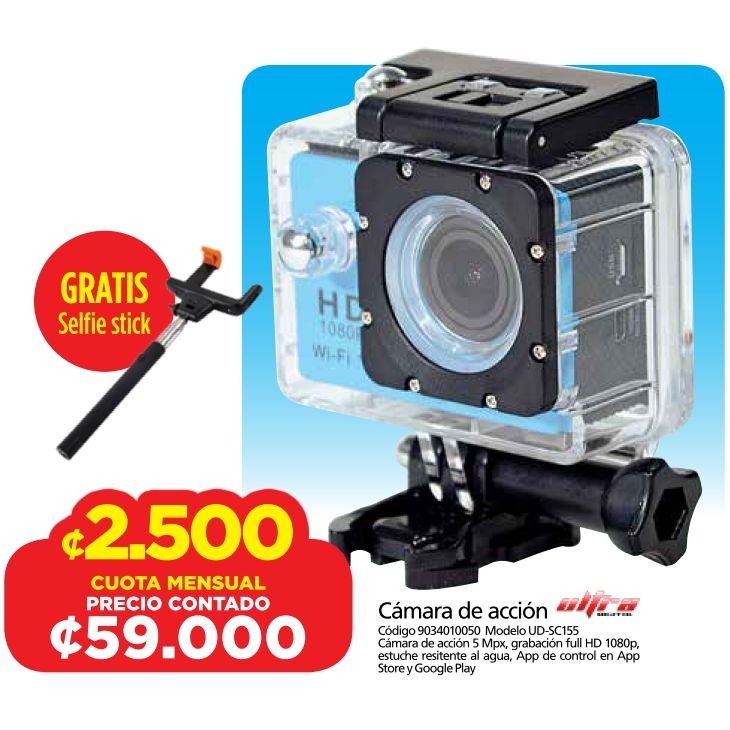 GRATIS
Selfie stick
HD
1080P
Wi-Fi
¢2.500
CUOTA MENSUAL
PRECIO CONTADO
¢59.000
Cámara de acción ultra
DIGITAL
Código 9034010050 Modelo UD-SC155
Cámara de acción 5 Mpx, grabación full HD 1080p,
estuche resitente al agua, App de control en App
Store y Google Play